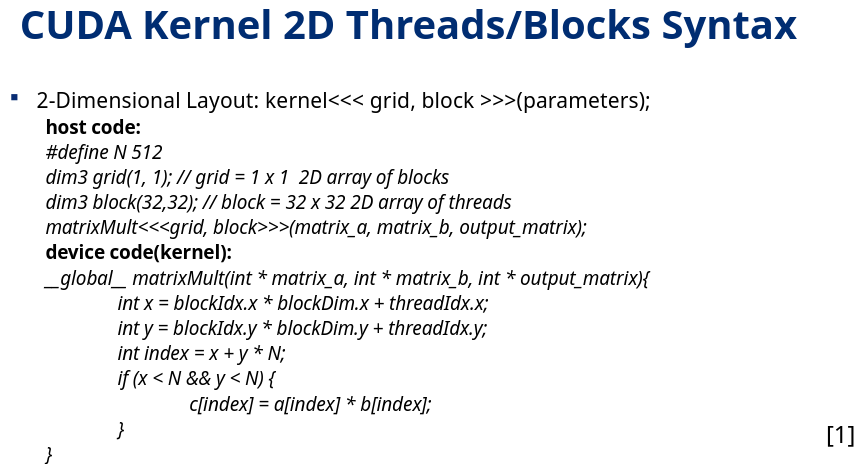 CUDA Kernel 2D Threads/Blocks Syntax
▪ 2-Dimensional Layout: kernel<<< grid, block >>>(parameters);
host code:
#define N 512
dim3 grid(1, 1); // grid = 1 x 1 2D array of blocks
dim3 block(32,32); // block = 32 x 32 2D array of threads
matrixMult<<<grid, block>>>(matrix_a, matrix_b, output_matrix);
device code(kernel):
__global__ matrixMult(int * matrix_a, int * matrix_b, int * output_matrix){
int x = blockIdx.x * blockDim.x + threadIdx.x;
int y = blockIdx.y * blockDim.y + threadIdx.y;
int index = x + y * N;
if (x < N && y < N) {
c[index] = a[index] * b[index];
}
}
[1]